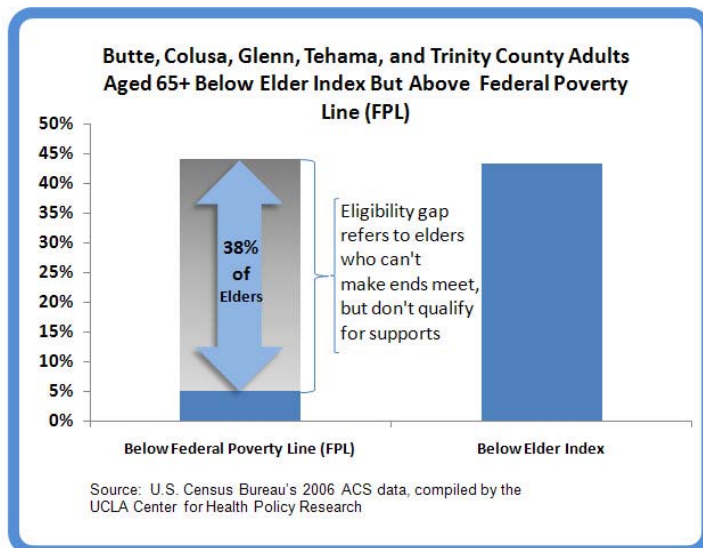 Butte, Colusa, Glenn, Tehama, and Trinity County Adults
Aged 65+ Below Elder Index But Above Federal Poverty
Line (FPL)
50%
45%
40%
35%
30%
25%
20%
15%
10%
5%
0%
38%
of
Elders
Eligibility gap
refers to elders
who can't
make ends meet,
but don't qualify
for supports
Below Federal Poverty Line (FPL)
Below Elder Index
Source: U.S. Census Bureau's 2006 ACS data, compiled by the
UCLA Center for Health Policy Research